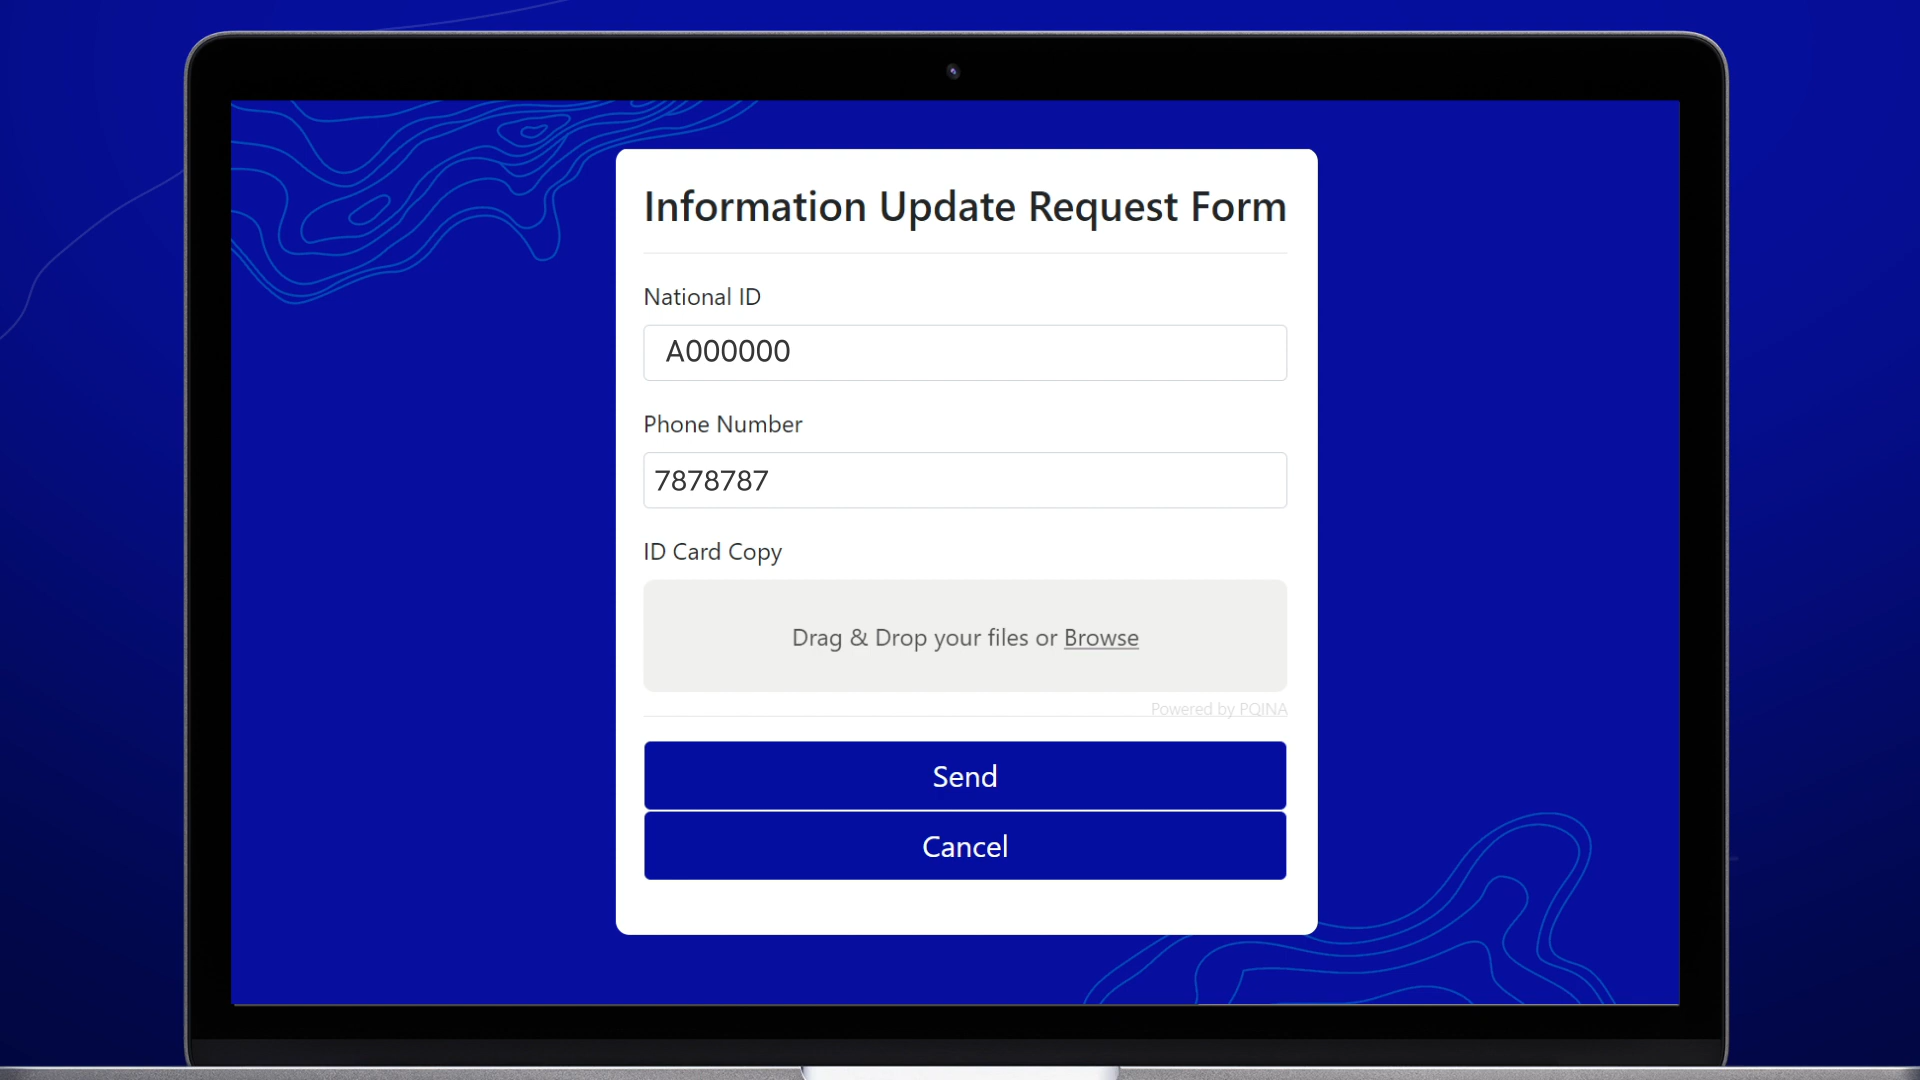 Information Update Request Form
National ID
A000000
Phone Number
7878787
ID Card Copy
Drag & Drop your files or Browse
Powered by PQINA
Send
Cancel